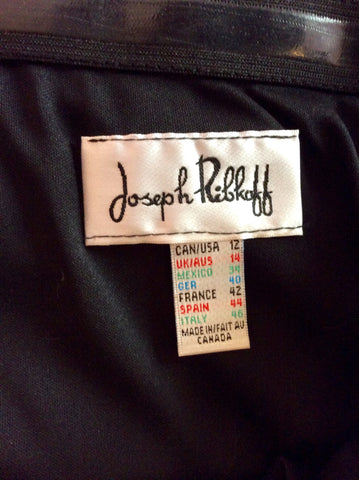 Joseph Ribkoff
CAN/USA 12
UK/AUS 14
MEXICO 34
GER 40
FRANCE 42
SPAIN 44
ITALY 46
MADE IN/FAIT AU
CANADA